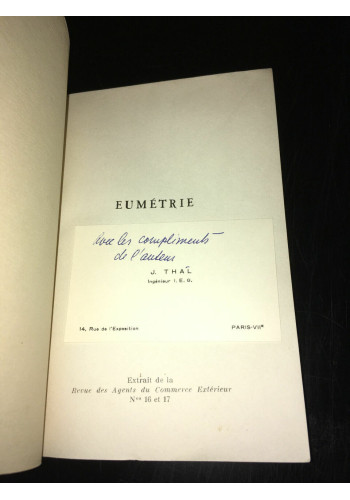 EUMÉTRIE
Avec les compliments
de l'auteur
J. THAL
Ingénieur I. E. G.
14, Rue de l'Exposition PARIS-VIIe
Extrait de la
Revue des Agents du Commerce Extérieur
Nos 16 et 17